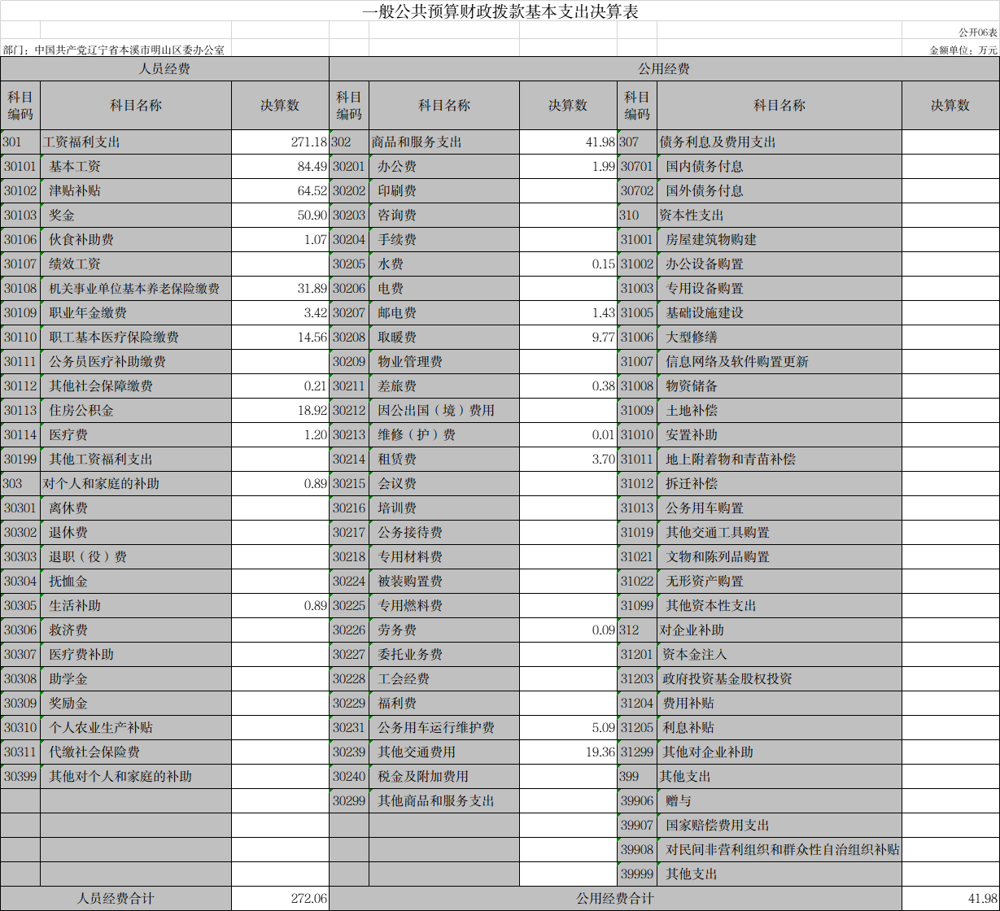 一般公共预算财政拨款基本支出决算表
公开06表
部门：中国共产党辽宁省本溪市明山区委办公室 金额单位：万元
人员经费 公用经费
科目编码 科目名称 决算数 科目编码 科目名称 决算数 科目编码 科目名称 决算数
301 工资福利支出 271.18 302 商品和服务支出 41.98 307 债务利息及费用支出
30101 基本工资 84.49 30201 办公费 1.99 30701 国内债务付息
30102 津贴补贴 64.52 30202 印刷费 30702 国外债务付息
30103 奖金 50.90 30203 咨询费 310 资本性支出
30106 伙食补助费 1.07 30204 手续费 31001 房屋建筑物购建
30107 绩效工资 30205 水费 0.15 31002 办公设备购置
30108 机关事业单位基本养老保险缴费 31.89 30206 电费 31003 专用设备购置
30109 职业年金缴费 3.42 30207 邮电费 1.43 31005 基础设施建设
30110 职工基本医疗保险缴费 14.56 30208 取暖费 9.77 31006 大型修缮
30111 公务员医疗补助缴费 30209 物业管理费 31007 信息网络及软件购置更新
30112 其他社会保障缴费 0.21 30211 差旅费 0.38 31008 物资储备
30113 住房公积金 18.92 30212 因公出国（境）费用 31009 土地补偿
30114 医疗费 1.20 30213 维修（护）费 0.01 31010 安置补助
30199 其他工资福利支出 30214 租赁费 3.70 31011 地上附着物和青苗补偿
303 对个人和家庭的补助 0.89 30215 会议费 31012 拆迁补偿
30301 离休费 30216 培训费 31013 公务用车购置
30302 退休费 30217 公务接待费 31019 其他交通工具购置
30303 退职（役）费 30218 专用材料费 31021 文物和陈列品购置
30304 抚恤金 30224 被装购置费 31022 无形资产购置
30305 生活补助 0.89 30225 专用燃料费 31099 其他资本性支出
30306 救济费 30226 劳务费 0.09 312 对企业补助
30307 医疗费补助 30227 委托业务费 31201 资本金注入
30308 助学金 30228 工会经费 31203 政府投资基金股权投资
30309 奖励金 30229 福利费 31204 费用补贴
30310 个人农业生产补贴 30231 公务用车运行维护费 5.09 31205 利息补贴
30311 代缴社会保险费 30239 其他交通费用 19.36 31299 其他对企业补助
30399 其他对个人和家庭的补助 30240 税金及附加费用 399 其他支出
30299 其他商品和服务支出 39906 赠与
39907 国家赔偿费用支出
39908 对民间非营利组织和群众性自治组织补贴
39999 其他支出
人员经费合计 272.06 公用经费合计 41.98